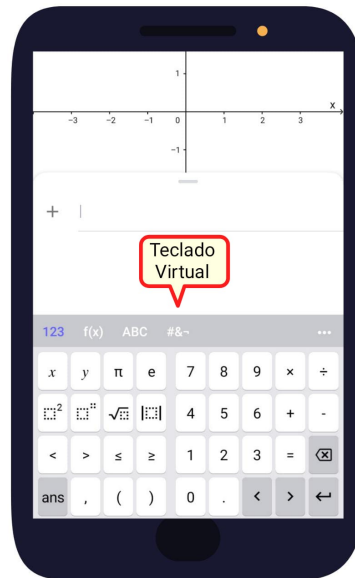 1
x
-3 -2 -1 0 1 2 3
-1
+
Teclado
Virtual
123 f(x) ABC #&¬ ...
x y π e 7 8 9 × ÷
² √ | | 4 5 6 + -
< > ≤ ≥ 1 2 3 = ⌫
ans , ( ) 0 . < > ↵